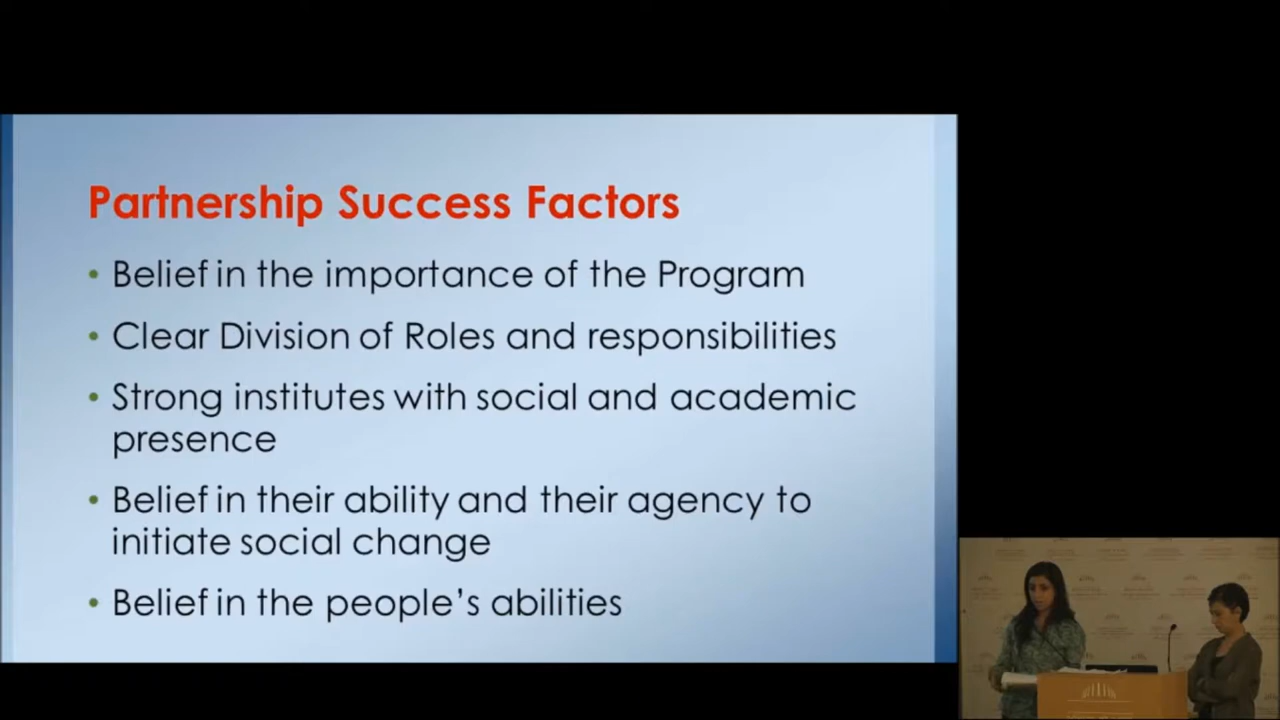 Partnership Success Factors
• Belief in the importance of the Program
• Clear Division of Roles and responsibilities
• Strong institutes with social and academic
presence
• Belief in their ability and their agency to
initiate social change
• Belief in the people's abilities